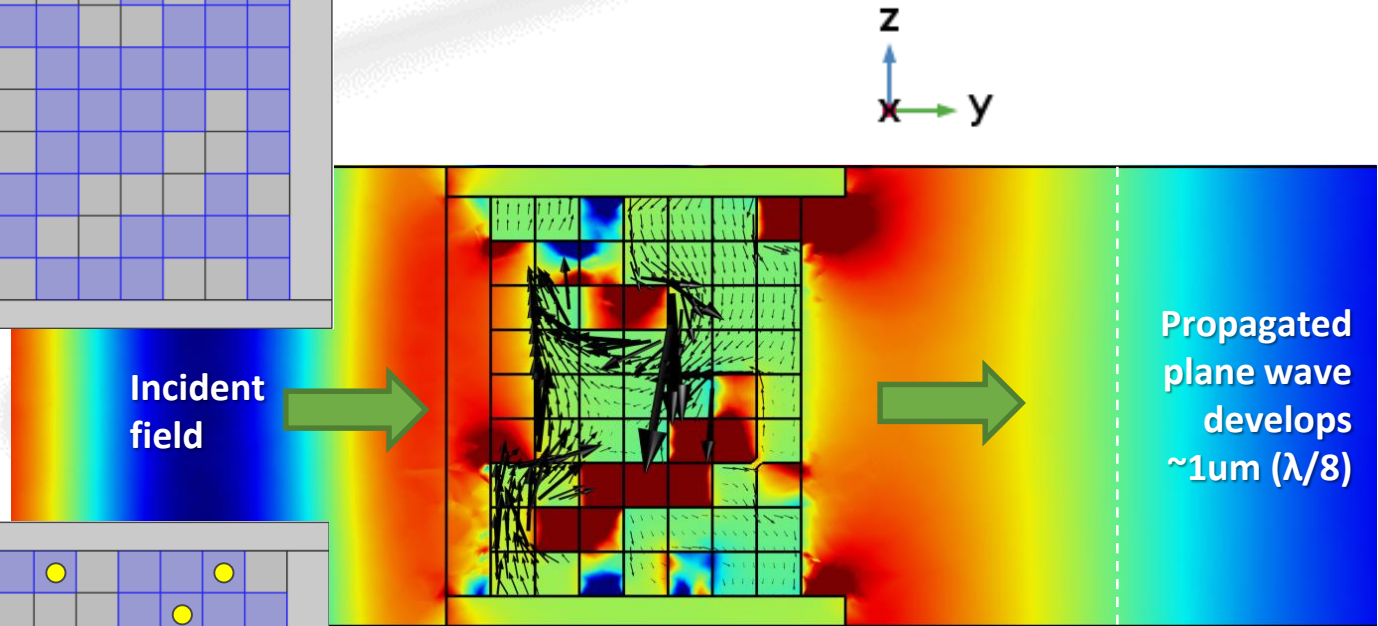 z
x
y
Incident
field
Propagated
plane wave
develops
~1um (λ/8)